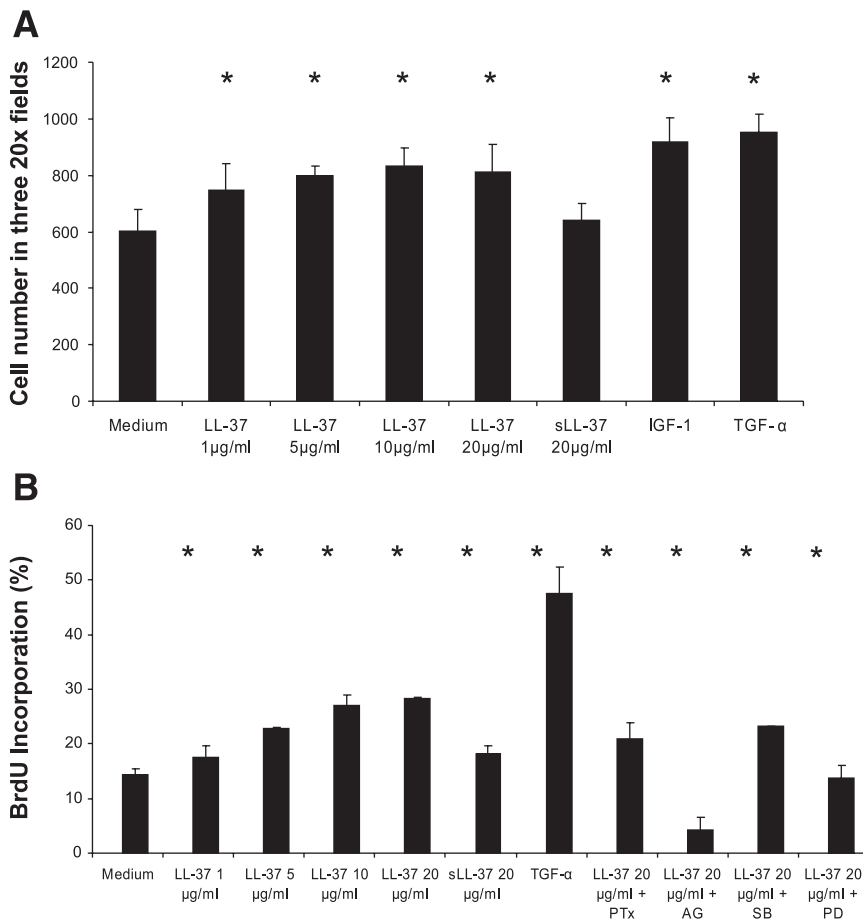 A
Cell number in three 20x fields
1200
1000
800
600
400
200
0
* * * * * *
Medium LL-37 LL-37 LL-37 LL-37 sLL-37 IGF-1 TGF- α
1µg/ml 5µg/ml 10µg/ml 20µg/ml 20µg/ml
B
BrdU Incorporation (%)
60
50
40
30
20
10
0
* * * * * * * * * *
Medium LL-37 1 LL-37 5 LL-37 10 LL-37 20 sLL-37 20 TGF-α LL-37 20 LL-37 20 LL-37 20 LL-37 20
µg/ml µg/ml µg/ml µg/ml µg/ml µg/ml + µg/ml + µg/ml + µg/ml +
PTx AG SB PD